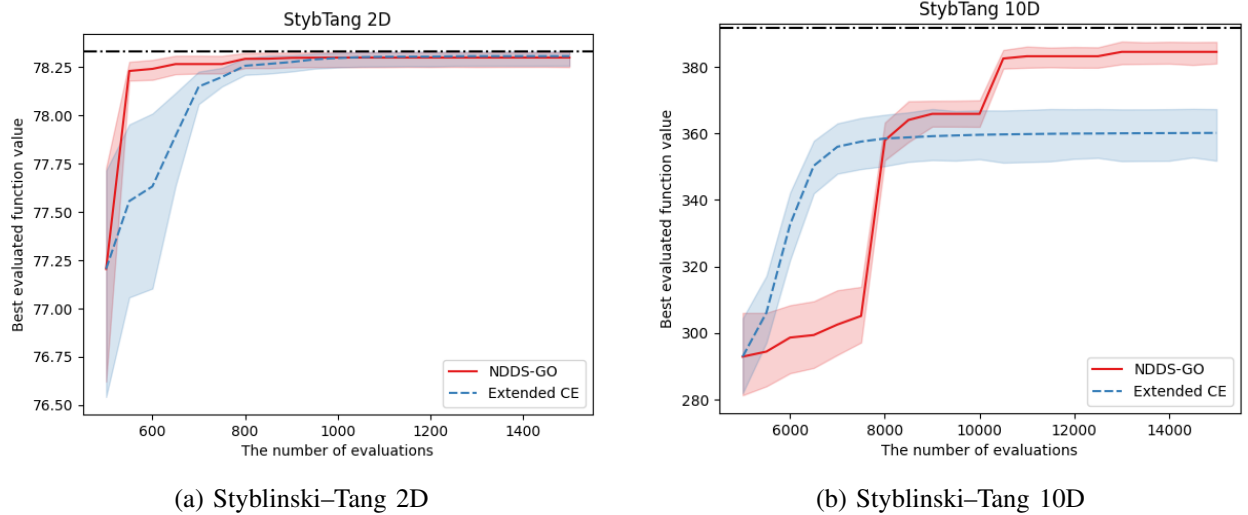 StybTang 2D
Best evaluated function value
78.25
78.00
77.75
77.50
77.25
77.00
76.75
76.50
600
800
1000
1200
1400
The number of evaluations
NDDS-GO
Extended CE
(a) Styblinski–Tang 2D
StybTang 10D
Best evaluated function value
380
360
340
320
300
280
6000
8000
10000
12000
14000
The number of evaluations
NDDS-GO
Extended CE
(b) Styblinski–Tang 10D